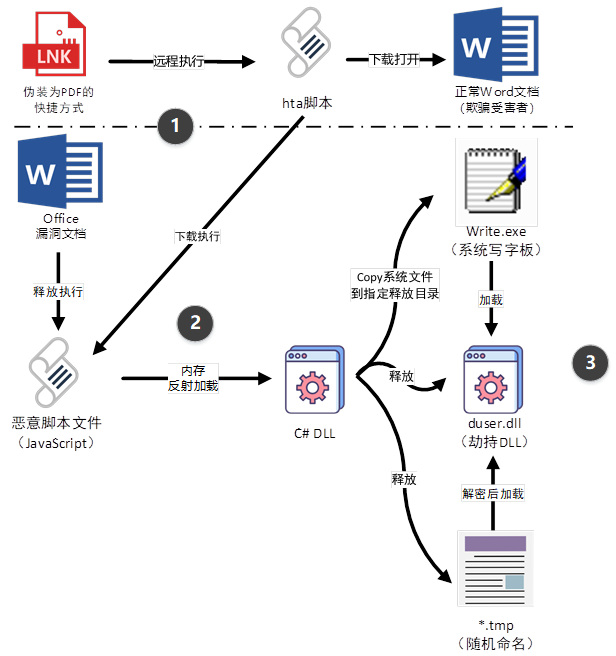 LNK
伪装为PDF的
快捷方式
远程执行
hta脚本
下载打开
W
正常Word文档
(欺骗受害者)
1
W
Office
漏洞文档
下载执行
释放执行
Write.exe
（系统写字板）
Copy系统文件
到指定释放目录
加载
2
3
恶意脚本文件
（JavaScript）
内存
反射加载
C# DLL
释放
duser.dll
（劫持DLL）
释放
解密后加载
*.tmp
（随机命名）